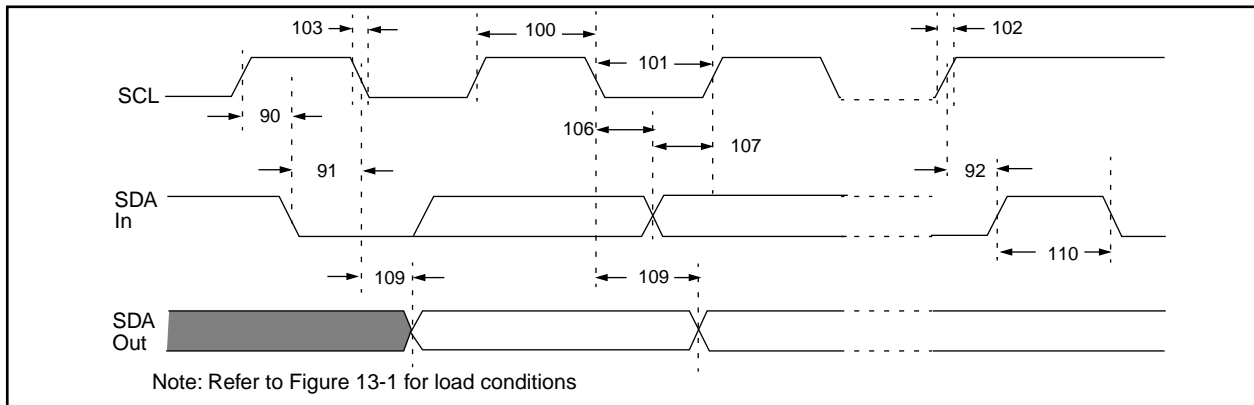 103
100
102
101
SCL
90
106
107
91
92
SDA
In
109
109
110
SDA
Out
Note: Refer to Figure 13-1 for load conditions